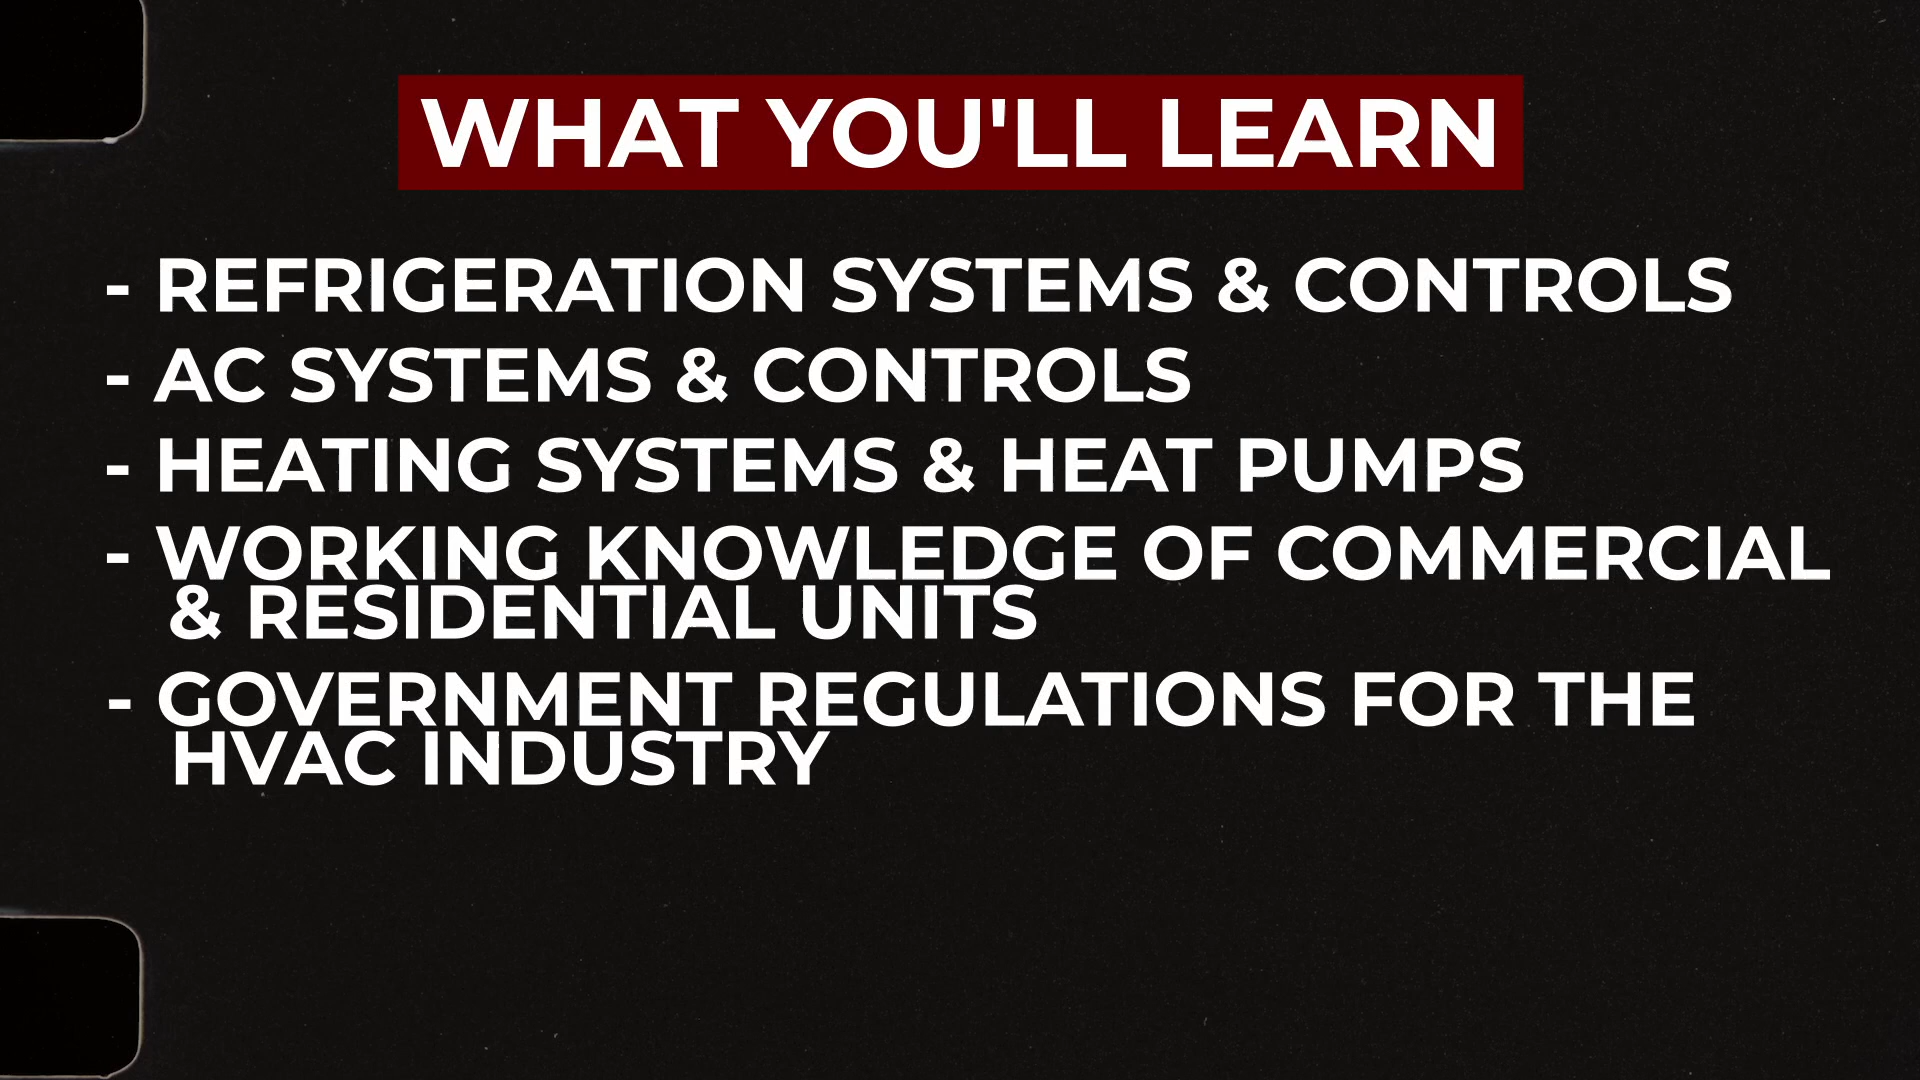 WHAT YOU'LL LEARN
- REFRIGERATION SYSTEMS & CONTROLS
- AC SYSTEMS & CONTROLS
- HEATING SYSTEMS & HEAT PUMPS
- WORKING KNOWLEDGE OF COMMERCIAL
& RESIDENTIAL UNITS
- GOVERNMENT REGULATIONS FOR THE
HVAC INDUSTRY